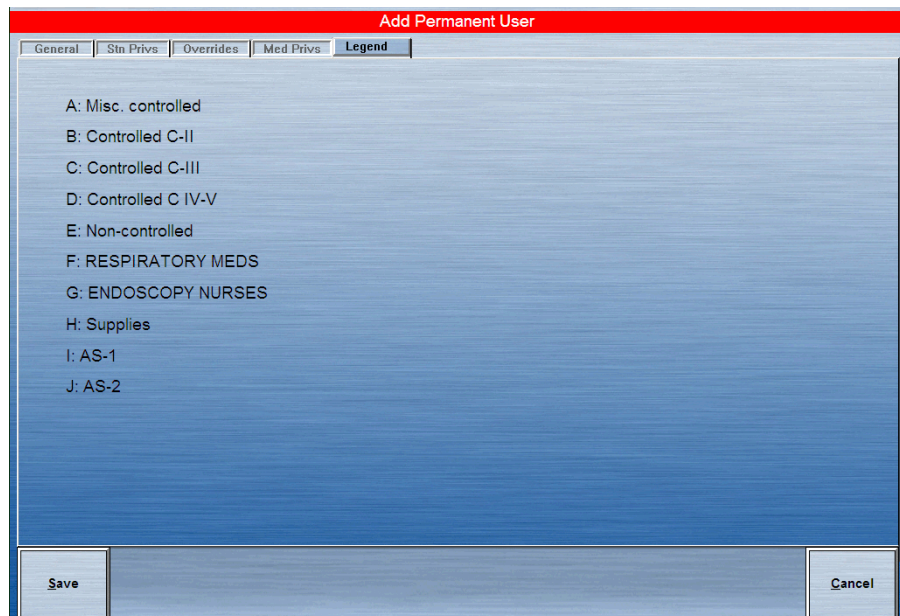 Add Permanent User
General Stn Privs Overrides Med Privs Legend
A: Misc. controlled
B: Controlled C-II
C: Controlled C-III
D: Controlled C IV-V
E: Non-controlled
F: RESPIRATORY MEDS
G: ENDOSCOPY NURSES
H: Supplies
I: AS-1
J: AS-2
Save Cancel